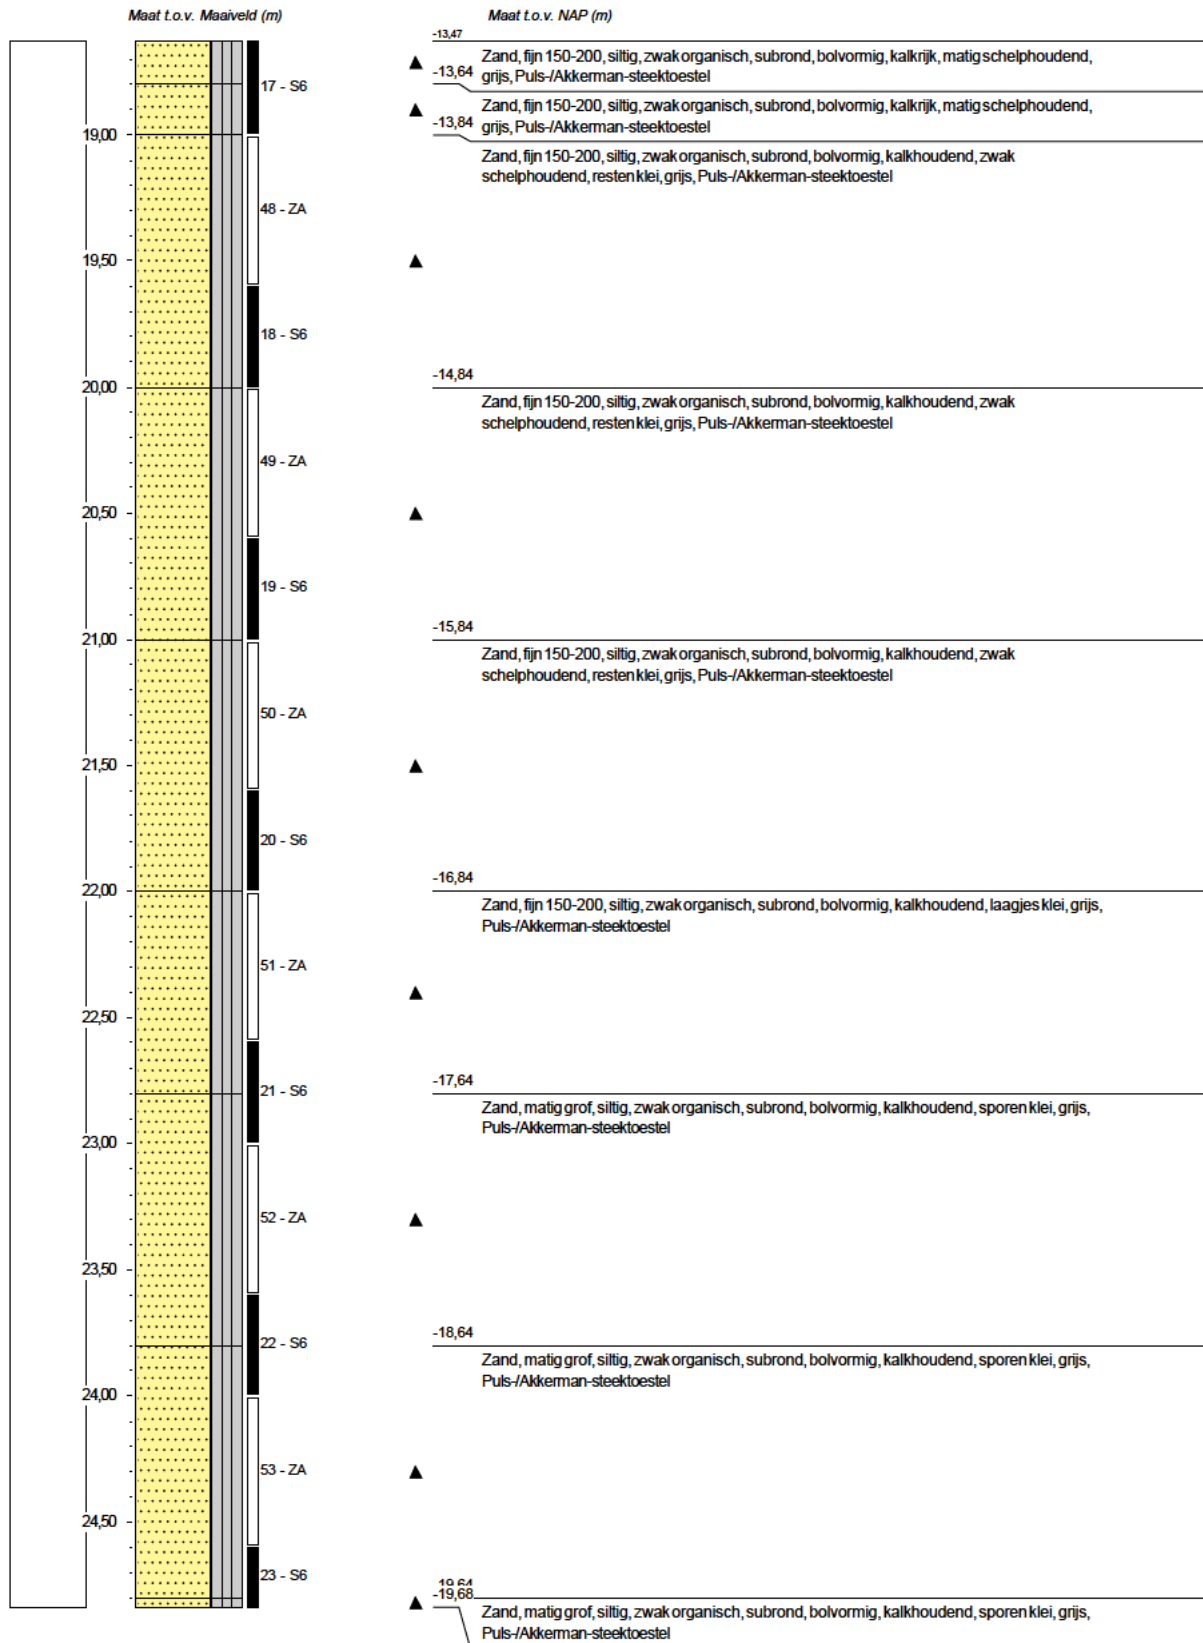 Maat t.o.v. Maaiveld (m)
Maat t.o.v. NAP (m)
-13,47
Zand, fijn 150-200, siltig, zwak organisch, subrond, bolvormig, kalkrijk, matig schelphoudend,
grijs, Puls-/Akkerman-steektoestel
-13,64
17 - S6
Zand, fijn 150-200, siltig, zwak organisch, subrond, bolvormig, kalkrijk, matig schelphoudend,
grijs, Puls-/Akkerman-steektoestel
-13,84
19,00
Zand, fijn 150-200, siltig, zwak organisch, subrond, bolvormig, kalkhoudend, zwak
schelphoudend, resten klei, grijs, Puls-/Akkerman-steektoestel
48 - ZA
19,50
18 - S6
-14,84
20,00
Zand, fijn 150-200, siltig, zwak organisch, subrond, bolvormig, kalkhoudend, zwak
schelphoudend, resten klei, grijs, Puls-/Akkerman-steektoestel
49 - ZA
20,50
19 - S6
-15,84
21,00
Zand, fijn 150-200, siltig, zwak organisch, subrond, bolvormig, kalkhoudend, zwak
schelphoudend, resten klei, grijs, Puls-/Akkerman-steektoestel
50 - ZA
21,50
20 - S6
-16,84
22,00
Zand, fijn 150-200, siltig, zwak organisch, subrond, bolvormig, kalkhoudend, laagjes klei, grijs,
Puls-/Akkerman-steektoestel
51 - ZA
22,50
-17,64
21 - S6
Zand, matig grof, siltig, zwak organisch, subrond, bolvormig, kalkhoudend, sporen klei, grijs,
Puls-/Akkerman-steektoestel
23,00
52 - ZA
23,50
-18,64
22 - S6
Zand, matig grof, siltig, zwak organisch, subrond, bolvormig, kalkhoudend, sporen klei, grijs,
Puls-/Akkerman-steektoestel
24,00
53 - ZA
24,50
23 - S6
-19,64
-19,68
Zand, matig grof, siltig, zwak organisch, subrond, bolvormig, kalkhoudend, sporen klei, grijs,
Puls-/Akkerman-steektoestel